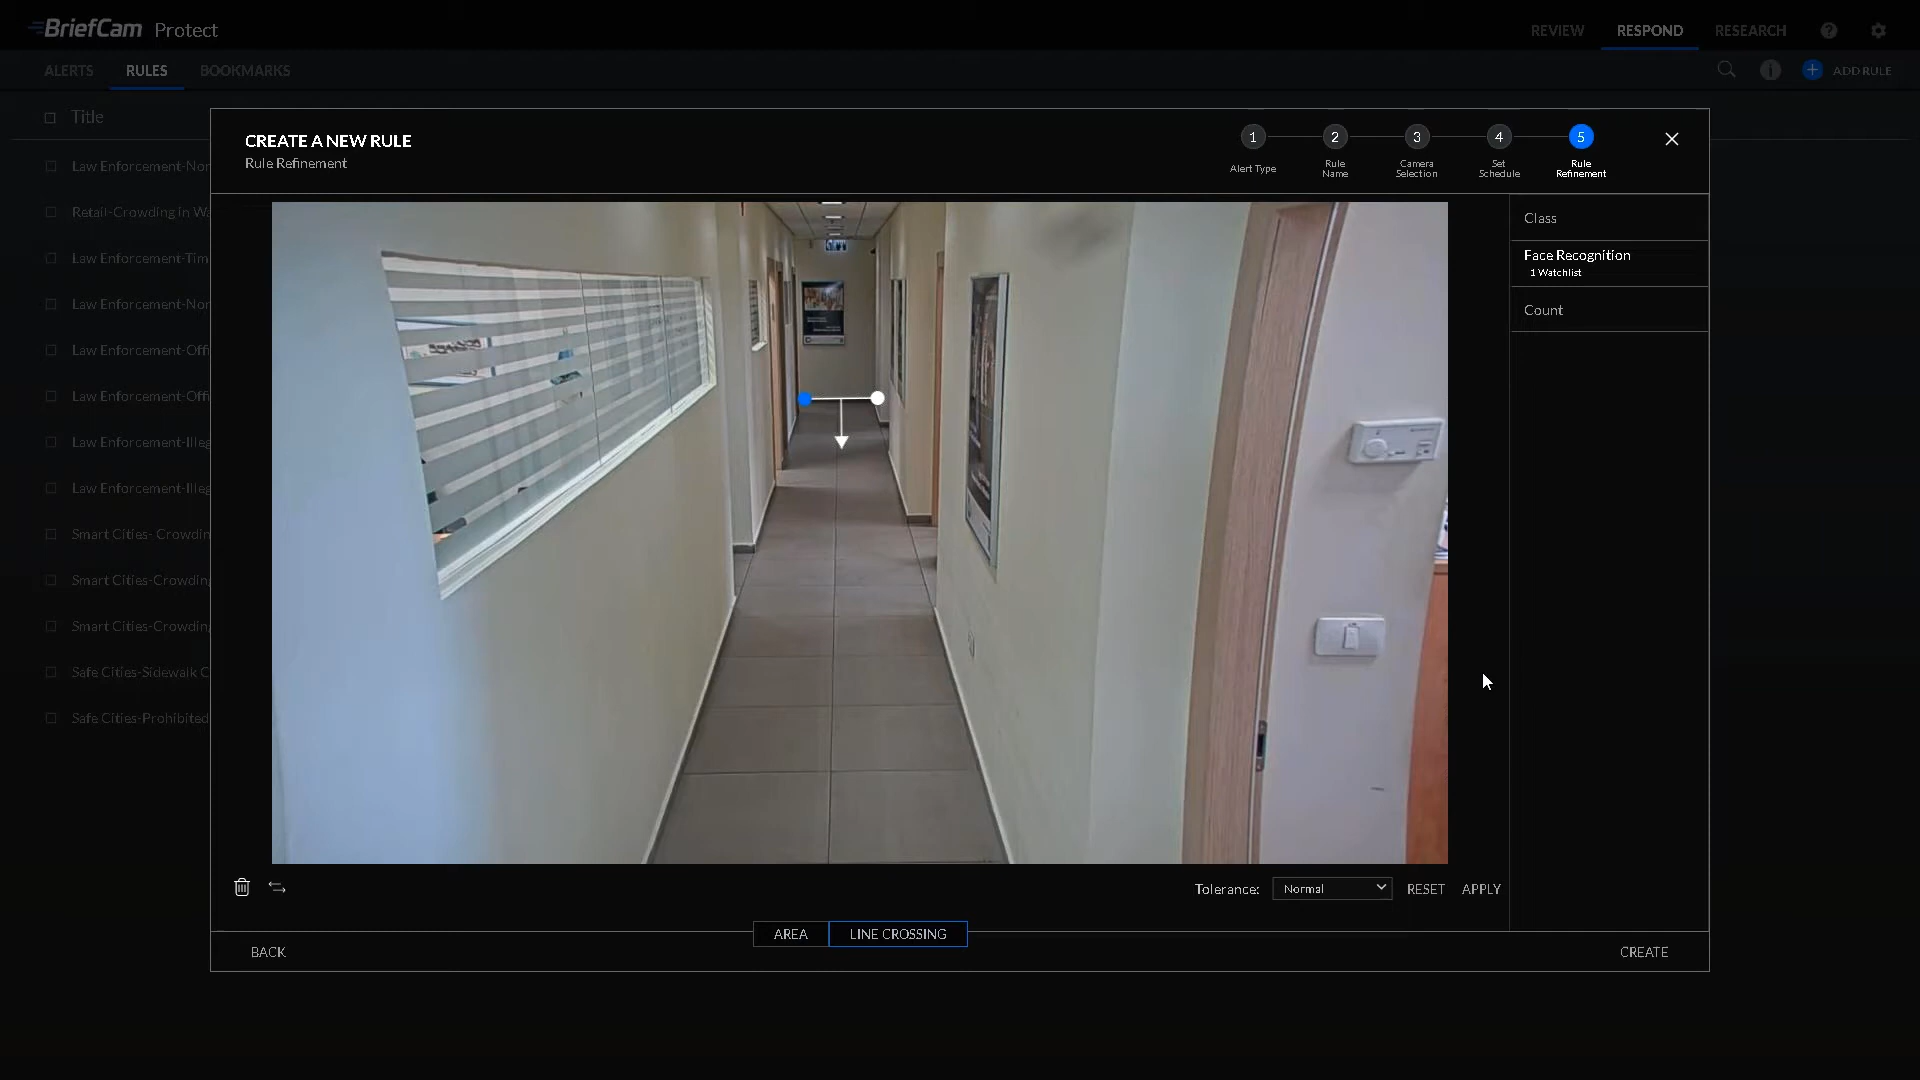 BriefCam Protect
REVIEW RESPOND RESEARCH ?
ALERTS RULES BOOKMARKS
i + ADD RULE
Title
CREATE A NEW RULE
Rule Refinement
1 2 3 4 5
Alert Type
Rule Name
Camera Selection
Set Schedule
Rule Refinement
Law Enforcement-Nor
Retail-Crowding in Wa
Law Enforcement-Tim
Law Enforcement-Nor
Law Enforcement-Offi
Law Enforcement-Offi
Law Enforcement-Illeg
Law Enforcement-Illeg
Smart Cities- Crowdin
Smart Cities-Crowding
Smart Cities-Crowding
Safe Cities-Sidewalk C
Safe Cities-Prohibited
Class
Face Recognition
1 Watchlist
Count
Tolerance: Normal RESET APPLY
AREA LINE CROSSING
BACK CREATE